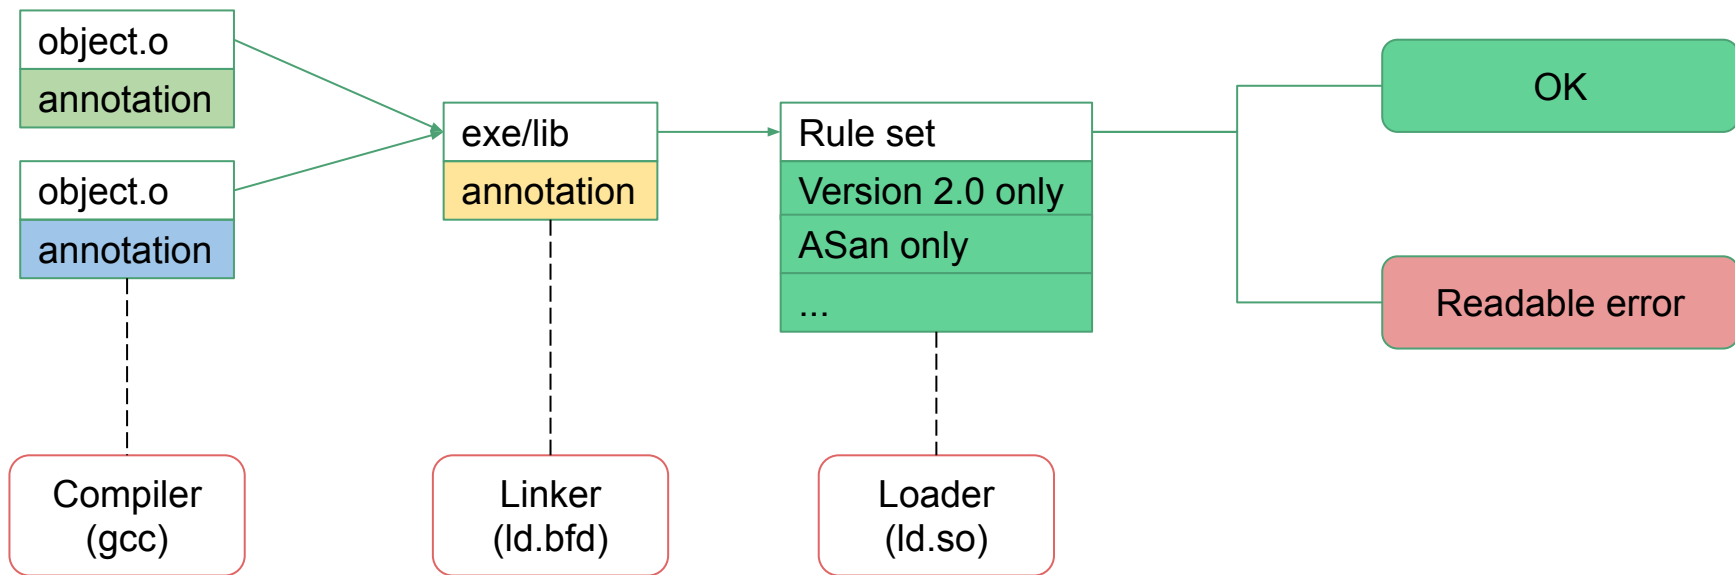 object.o
annotation
object.o
annotation
exe/lib
annotation
Rule set
Version 2.0 only
ASan only
...
OK
Readable error
Compiler
(gcc)
Linker
(ld.bfd)
Loader
(ld.so)